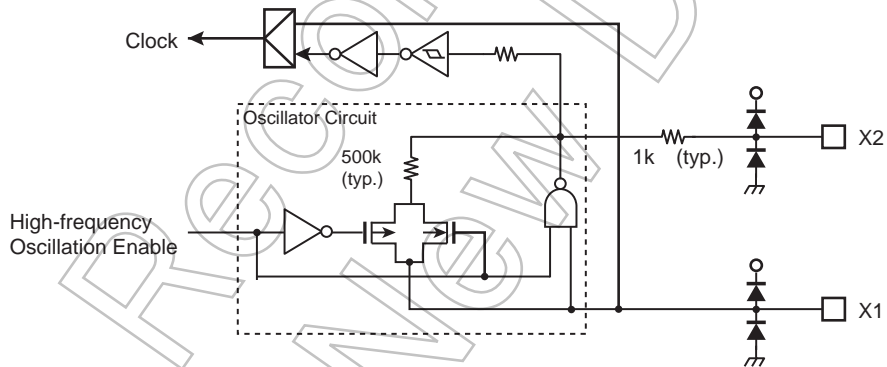 Clock
Oscillator Circuit
500k
(typ.)
1k (typ.)
X2
High-frequency
Oscillation Enable
X1